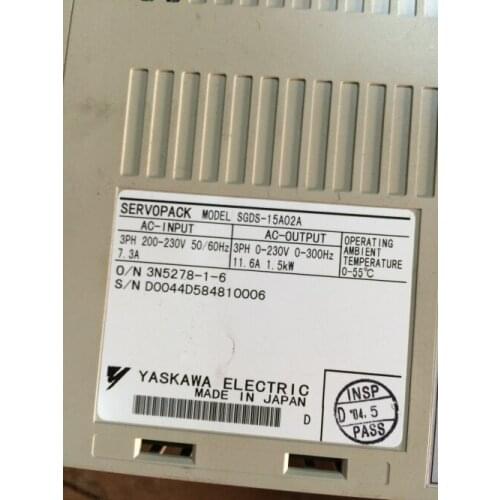 SERVOPACK MODEL SGDS-15A02A
AC-INPUT AC-OUTPUT OPERATING AMBIENT TEMPERATURE 0-55℃
3PH 200-230V 50/60Hz 3PH 0-230V 0-300Hz
7.3A 11.6A 1.5kW
O/N 3N5278-1-6
S/N D0044D584810006
YASKAWA ELECTRIC
MADE IN JAPAN
D
INSP
D '04.5
PASS